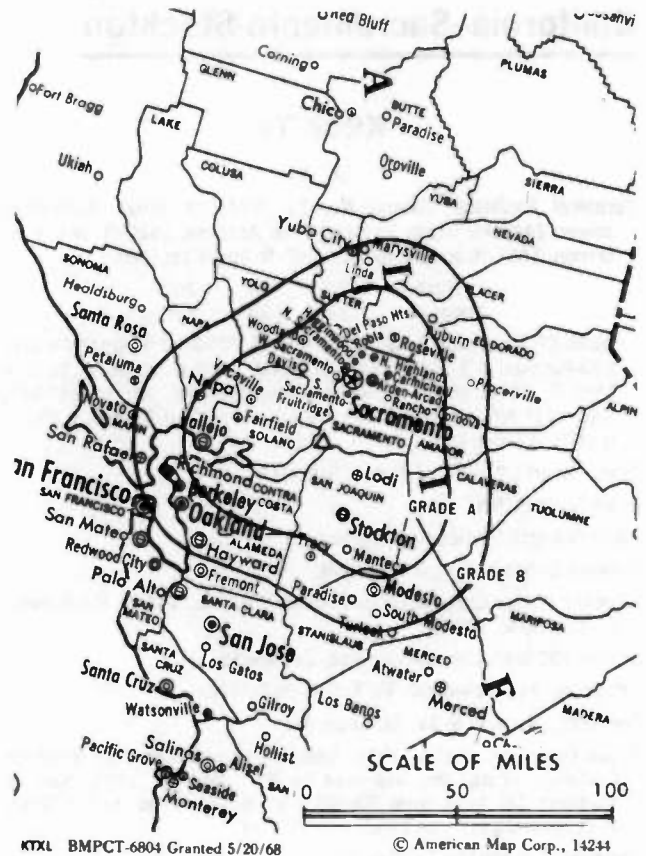 Red Bluff
Corning
GLENN
PLUMAS
Fort Bragg
LAKE
Chico
BUTTE
Paradise
Ukiah
COLUSA
Oroville
SIERRA
YUBA
NEVADA
Yuba City
Marysville
SONOMA
YOLO
Linda
SUTTER
PLACER
Healdsburg
NAPA
Santa Rosa
Woodland
Del Paso Hts.
Robla
Auburn
EL DORADO
Roseville
W. Sacramento
N. Highlands
Petaluma
Vacaville
Davis
Carmichael
Napa
S. Sacramento
Arden-Arcade
Placerville
Fruitridge
Rancho Cordova
ALPIN
Novato
Fairfield
Sacramento
MARIN
SOLANO
SACRAMENTO
AMADOR
Vallejo
San Rafael
Richmond
CONTRA COSTA
Lodi
CALAVERAS
SAN JOAQUIN
an Francisco
Berkeley
GRADE A
TUOLUMNE
SAN FRANCISCO
Oakland
Stockton
San Mateo
ALAMEDA
Tracy
Hayward
Manteca
Redwood City
Fremont
GRADE B
Palo Alto
Paradise
Modesto
SAN MATEO
SANTA CLARA
South Modesto
MARIPOSA
STANISLAUS
Turlock
San Jose
MERCED
SANTA CRUZ
Los Gatos
Atwater
Santa Cruz
Merced
MADERA
Gilroy
Los Banos
Watsonville
Hollist
Salinas
Alisal
SAN
Pacific Grove
Seaside
Monterey
SCALE OF MILES
0 50 100
KTXL BMPCT-6804 Granted 5/20/68
© American Map Corp., 14244